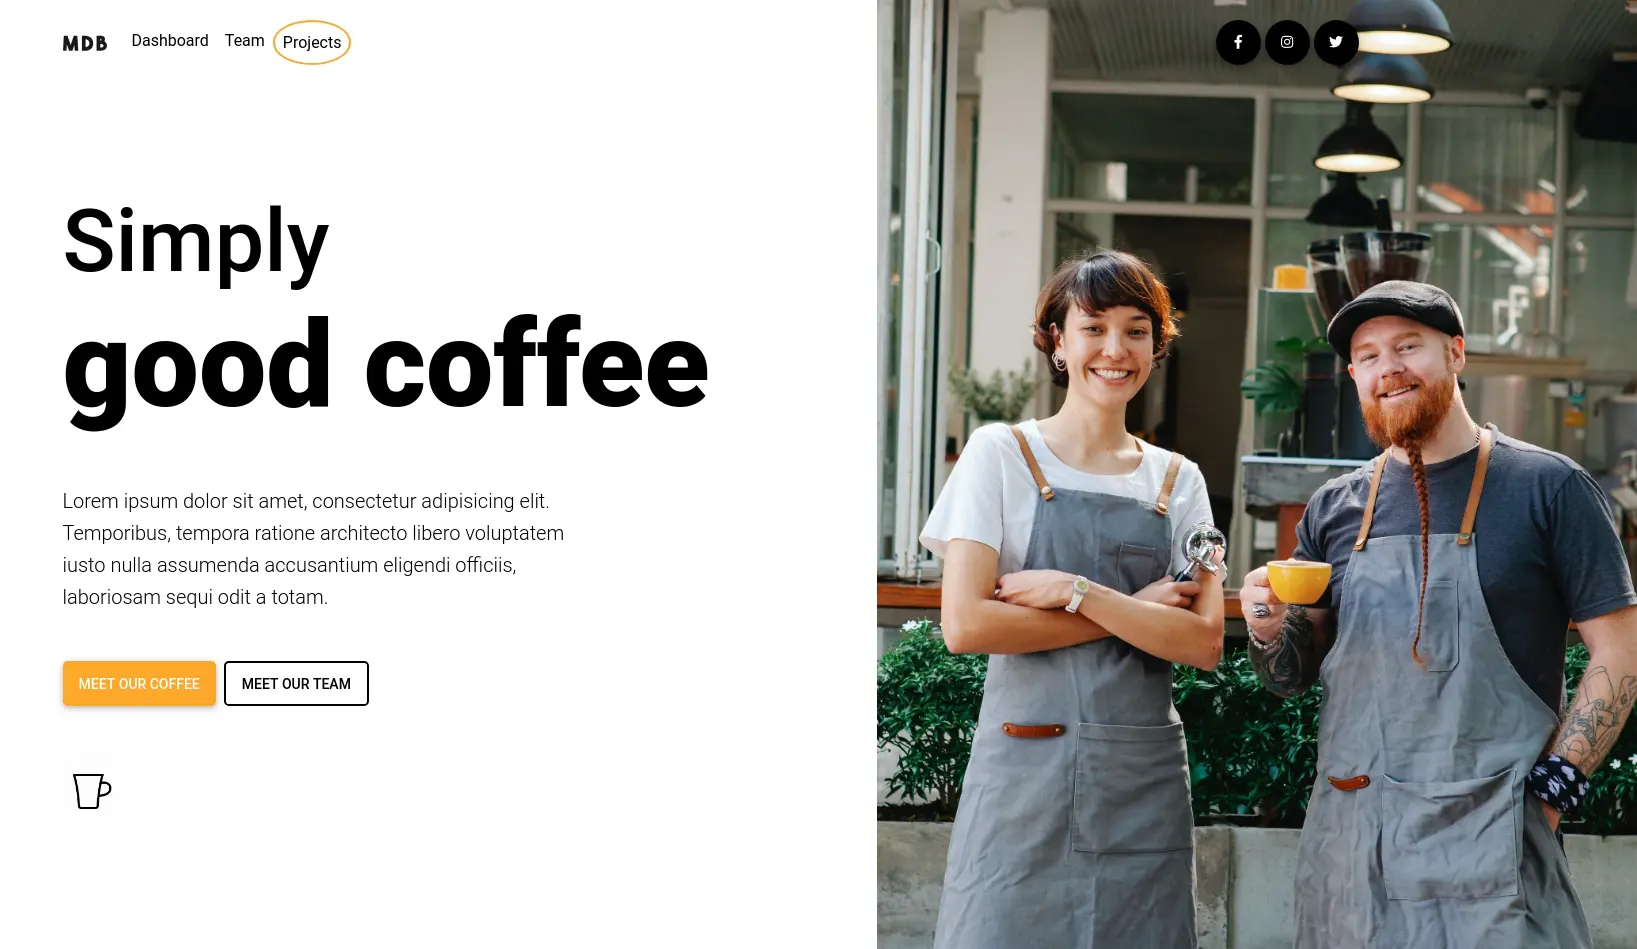 MDB Dashboard Team Projects
Simply
good coffee
Lorem ipsum dolor sit amet, consectetur adipisicing elit.
Temporibus, tempora ratione architecto libero voluptatem
iusto nulla assumenda accusantium eligendi officiis,
laboriosam sequi odit a totam.
MEET OUR COFFEE MEET OUR TEAM